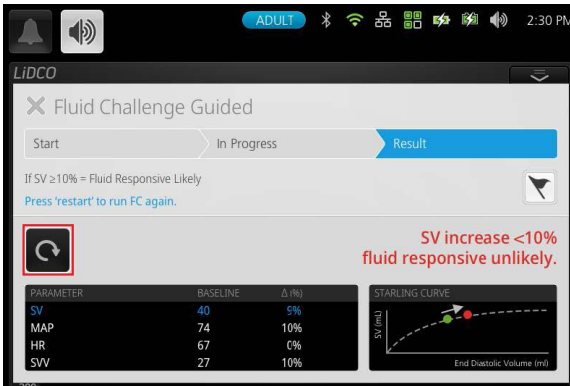 ADULT 2:30 PM
LiDCO
Fluid Challenge Guided
Start In Progress Result
If SV ≥10% = Fluid Responsive Likely
Press 'restart' to run FC again.
SV increase <10%
fluid responsive unlikely.
PARAMETER BASELINE Δ (%)
SV 40 9%
MAP 74 10%
HR 67 0%
SVV 27 10%
STARLING CURVE
SV (mL)
End Diastolic Volume (ml)